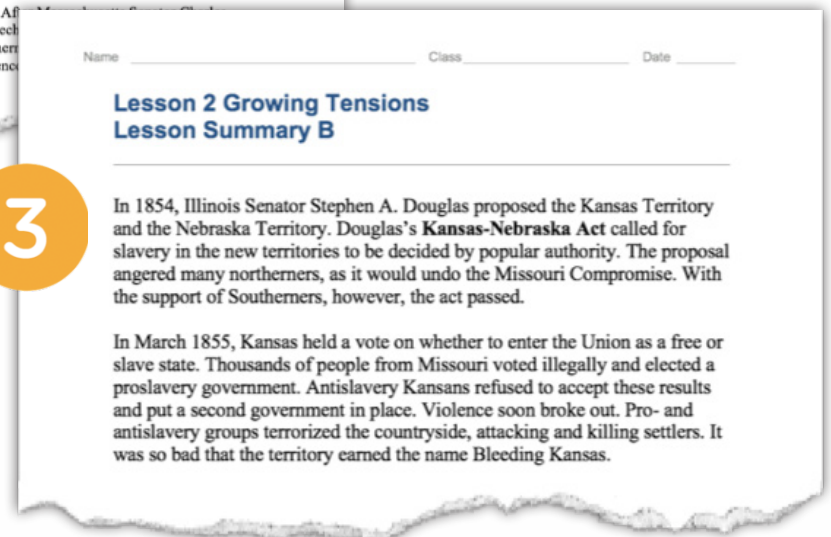 Af
ech
hern
ence
Name Class Date
Lesson 2 Growing Tensions
Lesson Summary B
3
In 1854, Illinois Senator Stephen A. Douglas proposed the Kansas Territory
and the Nebraska Territory. Douglas’s Kansas-Nebraska Act called for
slavery in the new territories to be decided by popular authority. The proposal
angered many northerners, as it would undo the Missouri Compromise. With
the support of Southerners, however, the act passed.
In March 1855, Kansas held a vote on whether to enter the Union as a free or
slave state. Thousands of people from Missouri voted illegally and elected a
proslavery government. Antislavery Kansans refused to accept these results
and put a second government in place. Violence soon broke out. Pro- and
antislavery groups terrorized the countryside, attacking and killing settlers. It
was so bad that the territory earned the name Bleeding Kansas.